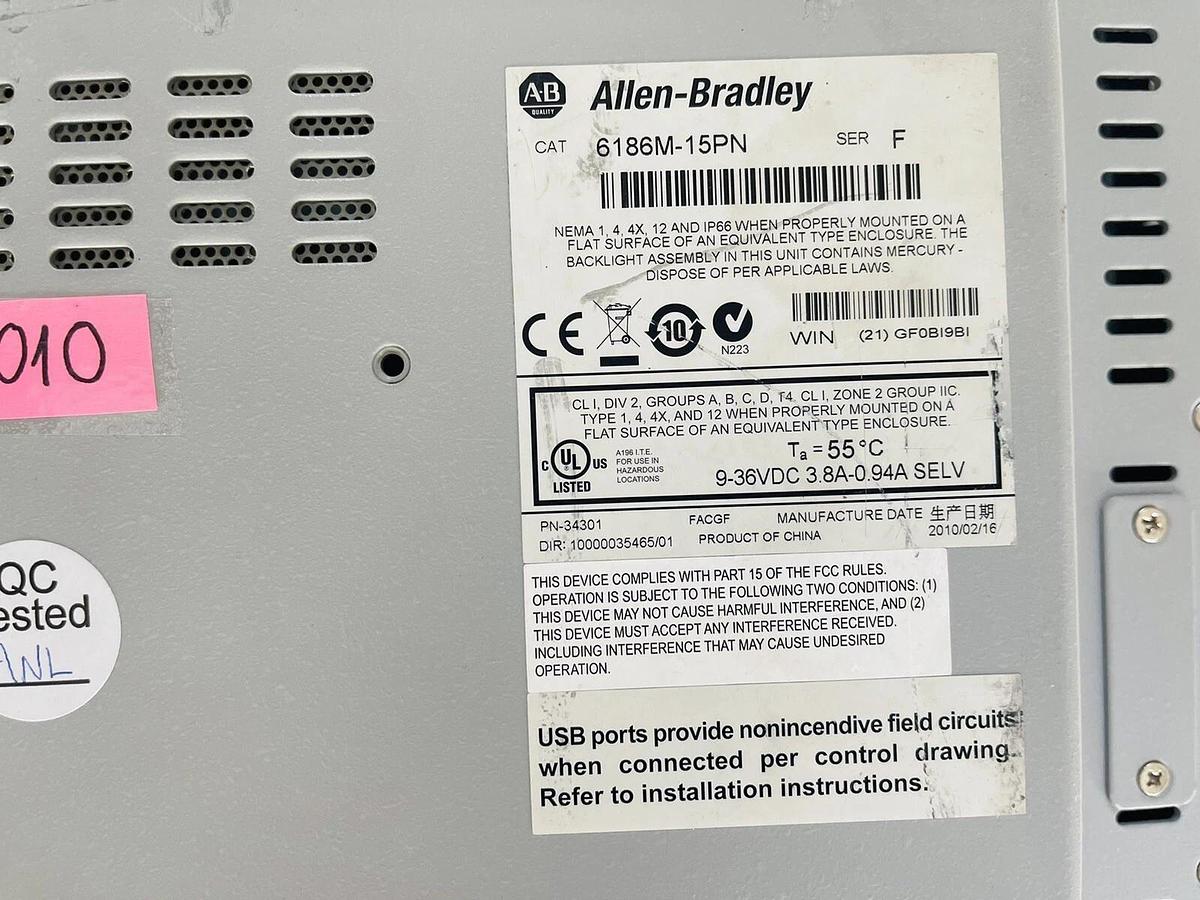 A·B
QUALITY
Allen-Bradley
CAT 6186M-15PN SER F
NEMA 1, 4, 4X, 12 AND IP66 WHEN PROPERLY MOUNTED ON A
FLAT SURFACE OF AN EQUIVALENT TYPE ENCLOSURE. THE
BACKLIGHT ASSEMBLY IN THIS UNIT CONTAINS MERCURY -
DISPOSE OF PER APPLICABLE LAWS.
CE
10
N223
WIN (21) GF0BI9BI
010
CL I, DIV 2, GROUPS A, B, C, D, T4 CL I, ZONE 2 GROUP IIC.
TYPE 1, 4, 4X, AND 12 WHEN PROPERLY MOUNTED ON A
FLAT SURFACE OF AN EQUIVALENT TYPE ENCLOSURE.
C UL US
LISTED
A196 I.T.E.
FOR USE IN
HAZARDOUS
LOCATIONS
Ta = 55 °C
9-36VDC 3.8A-0.94A SELV
PN-34301 FACGF MANUFACTURE DATE 生产日期
DIR: 10000035465/01 PRODUCT OF CHINA 2010/02/16
THIS DEVICE COMPLIES WITH PART 15 OF THE FCC RULES.
OPERATION IS SUBJECT TO THE FOLLOWING TWO CONDITIONS: (1)
THIS DEVICE MAY NOT CAUSE HARMFUL INTERFERENCE, AND (2)
THIS DEVICE MUST ACCEPT ANY INTERFERENCE RECEIVED.
INCLUDING INTERFERENCE THAT MAY CAUSE UNDESIRED
OPERATION.
QC
ested
ANL
USB ports provide nonincendive field circuits
when connected per control drawing.
Refer to installation instructions.